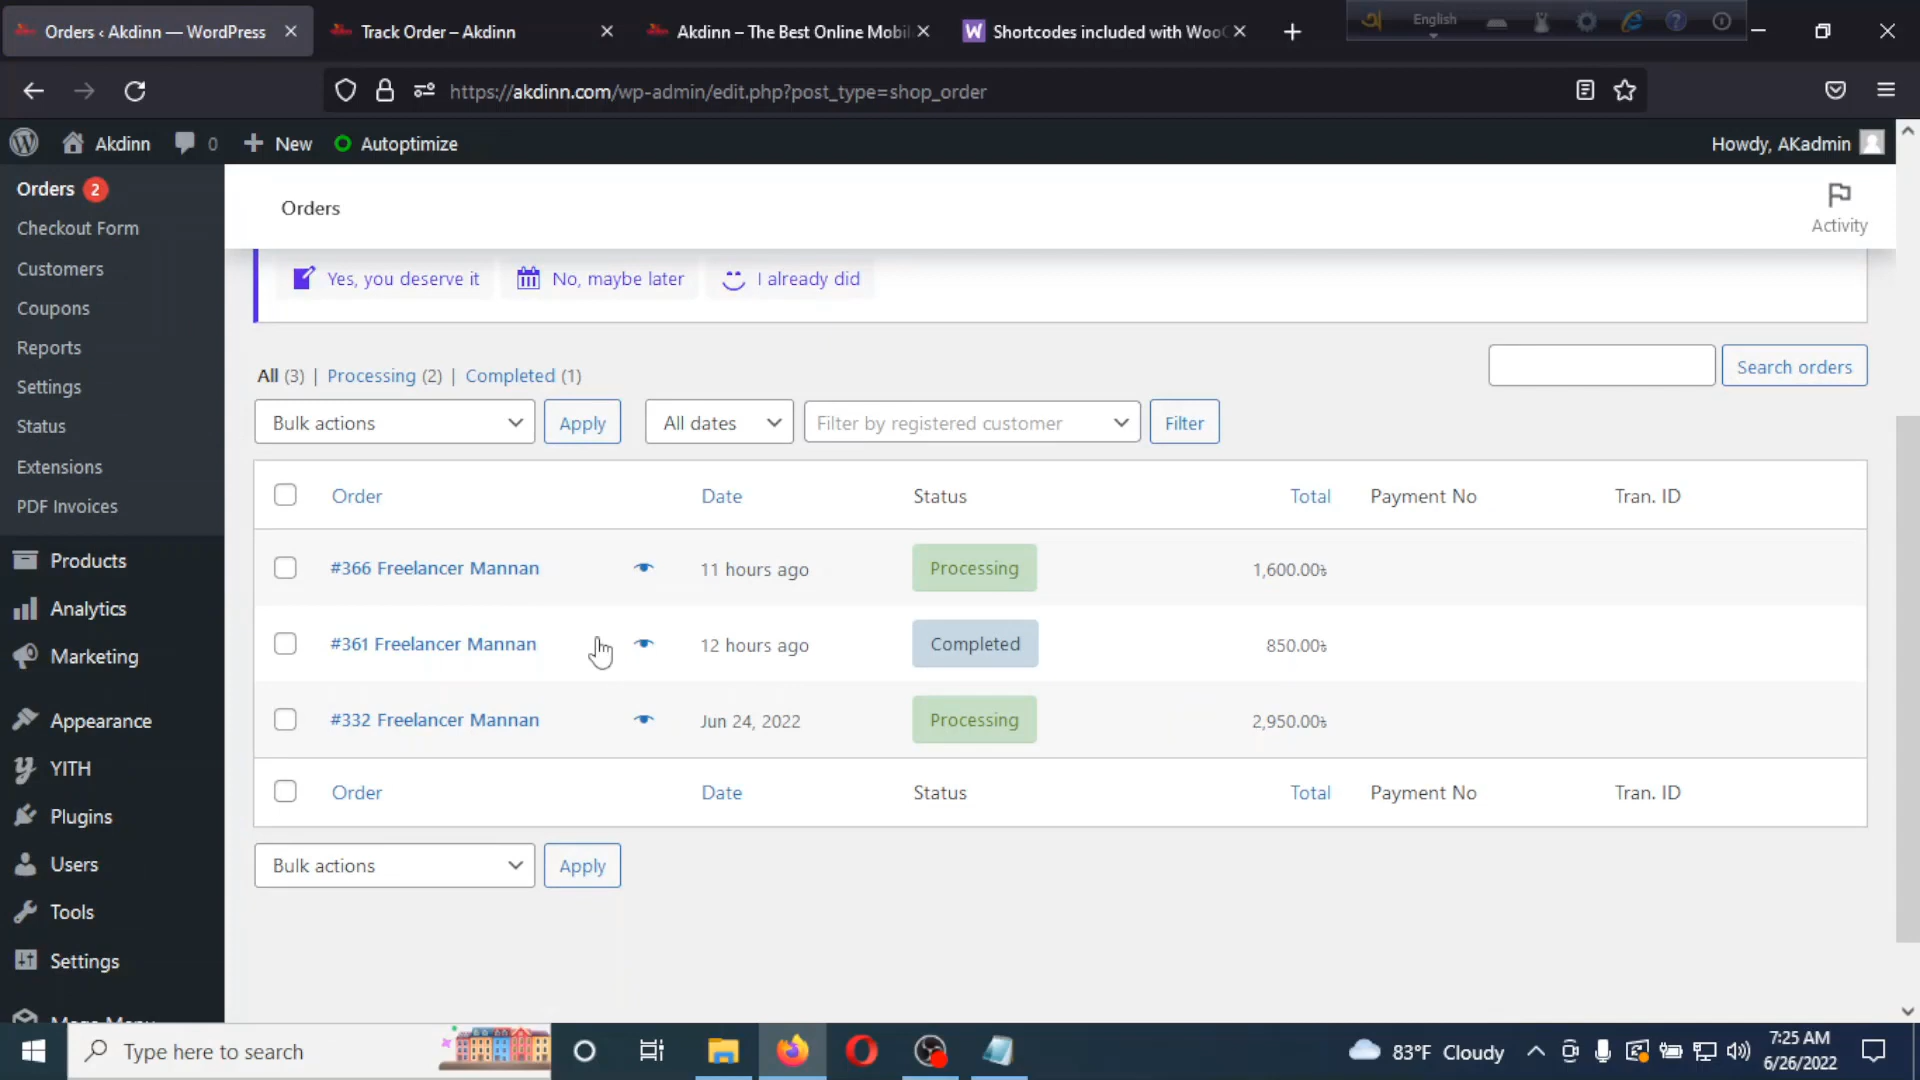 Orders ‹ Akdinn — WordPress
Track Order – Akdinn
Akdinn – The Best Online Mobil
Shortcodes included with Woo
English
https://akdinn.com/wp-admin/edit.php?post_type=shop_order
Akdinn
0
New
Autoptimize
Howdy, AKadmin
Orders 2
Checkout Form
Customers
Coupons
Reports
Settings
Status
Extensions
PDF Invoices
Products
Analytics
Marketing
Appearance
YITH
Plugins
Users
Tools
Settings
Orders
Activity
Yes, you deserve it
No, maybe later
I already did
All (3) | Processing (2) | Completed (1)
Search orders
Bulk actions
Apply
All dates
Filter by registered customer
Filter
Order Date Status Total Payment No Tran. ID
#366 Freelancer Mannan 11 hours ago Processing 1,600.00৳
#361 Freelancer Mannan 12 hours ago Completed 850.00৳
#332 Freelancer Mannan Jun 24, 2022 Processing 2,950.00৳
Order Date Status Total Payment No Tran. ID
Bulk actions
Apply
Type here to search
83°F Cloudy
7:25 AM
6/26/2022